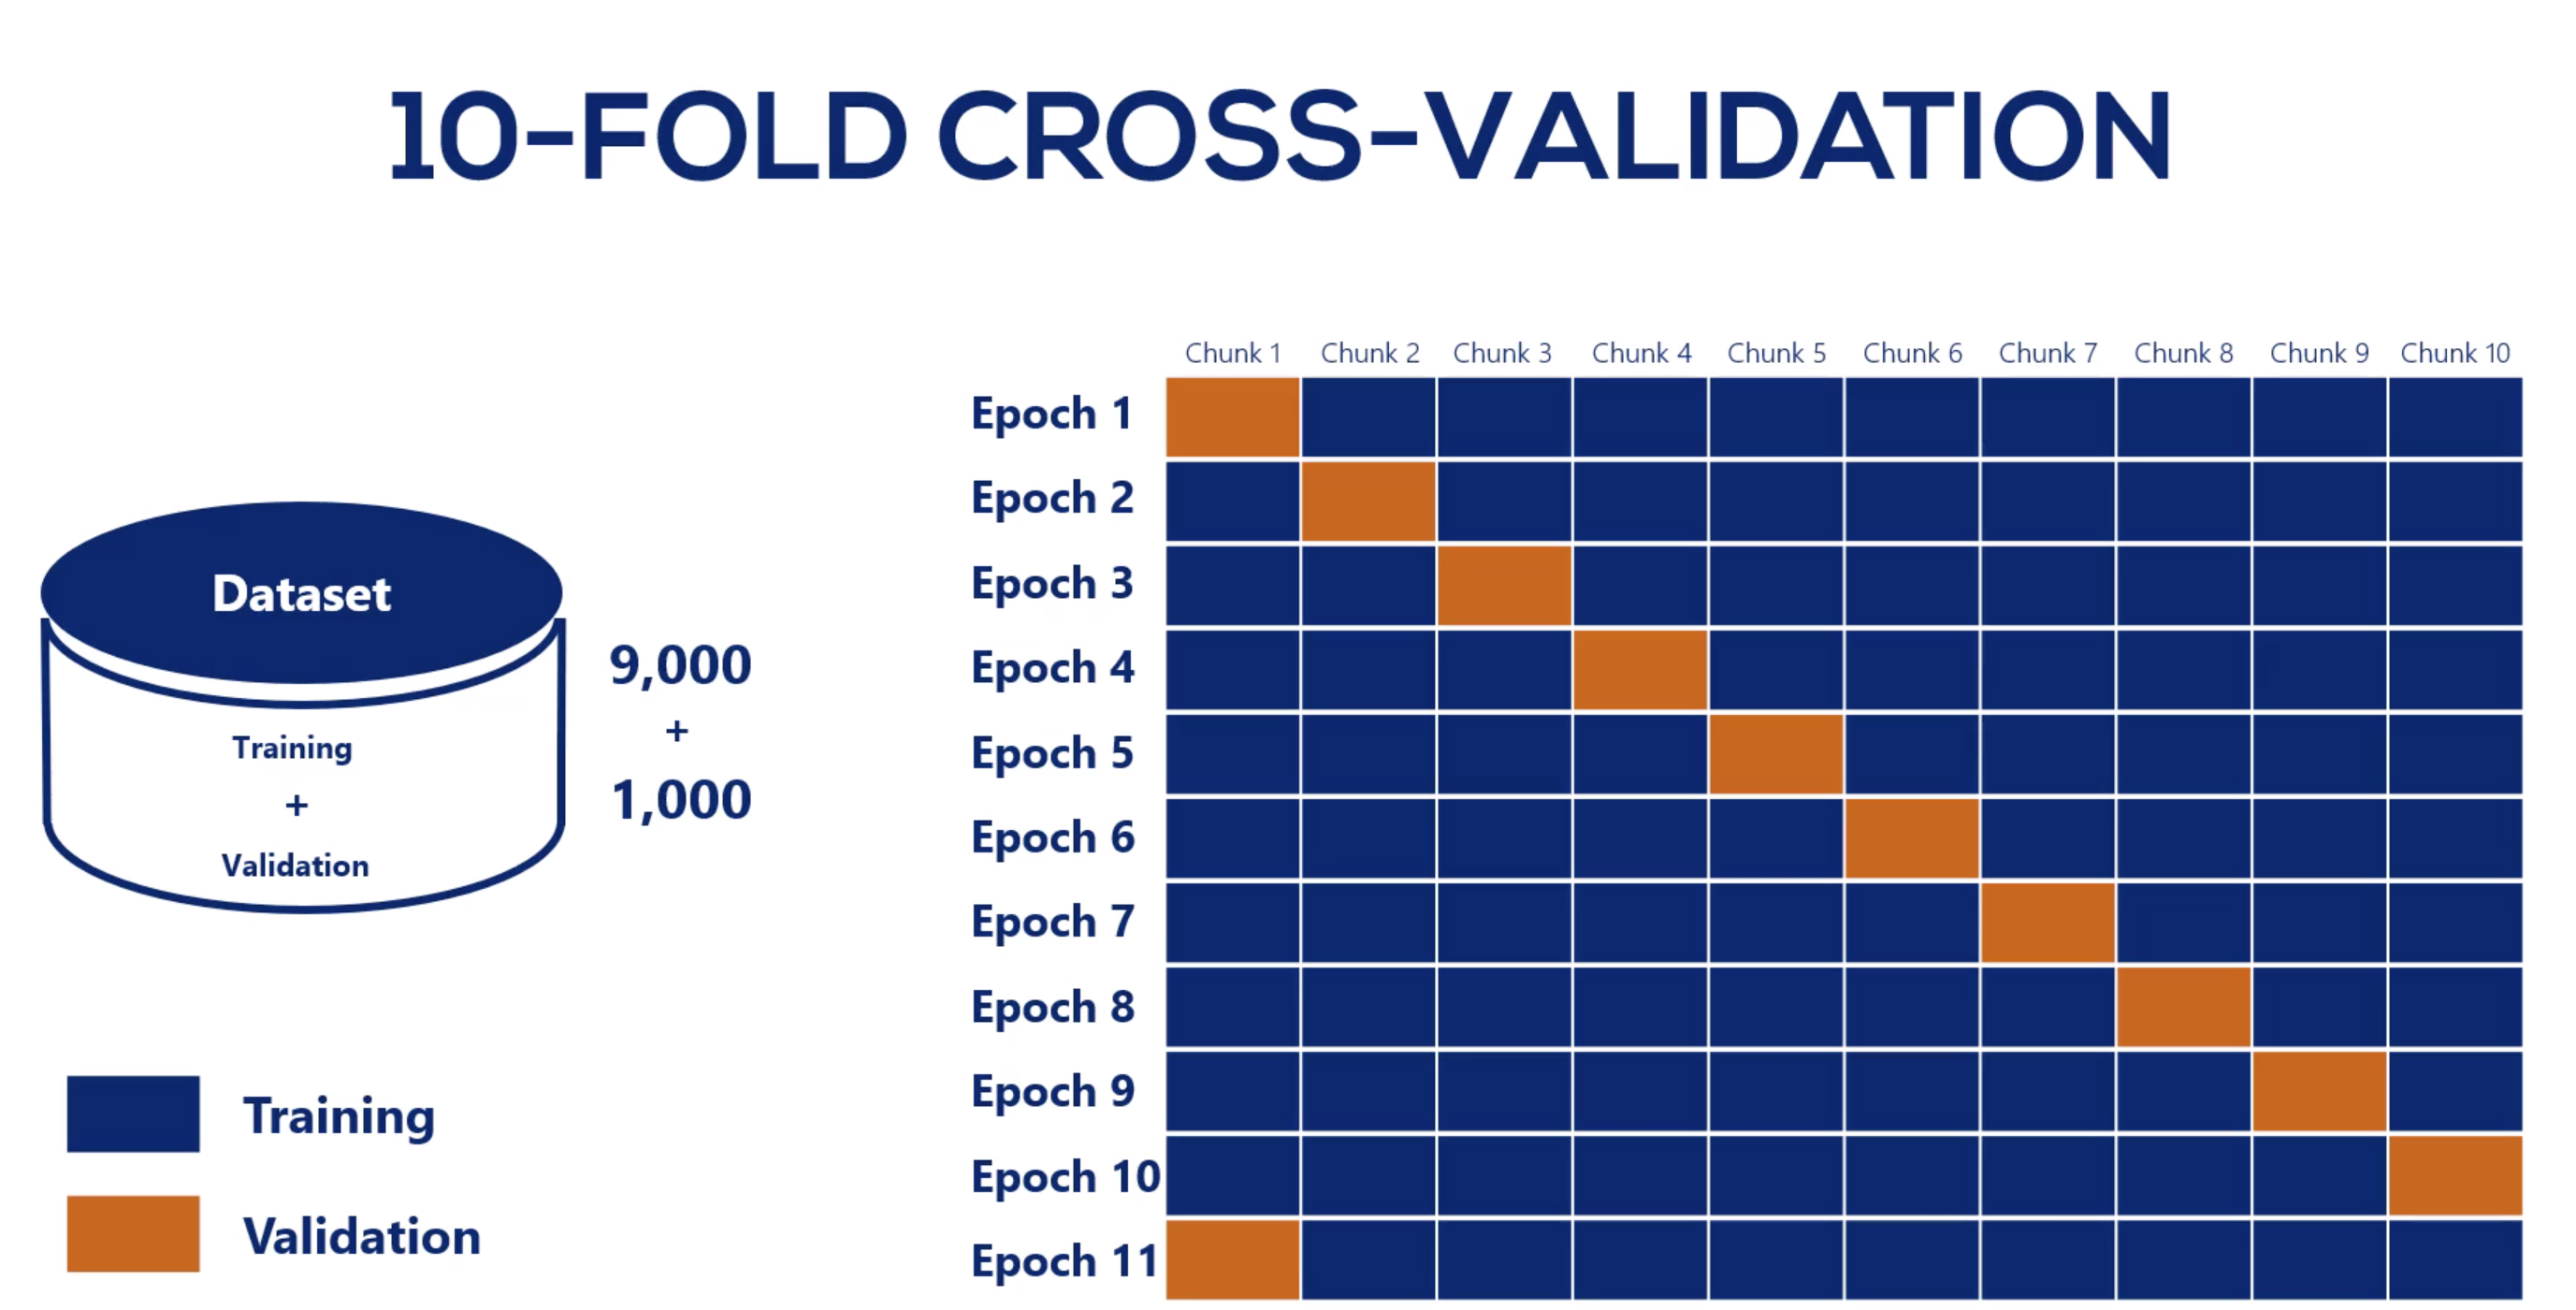 10-FOLD CROSS-VALIDATION
Dataset
Training
+
Validation
9,000
+
1,000
Training
Validation
Chunk 1 Chunk 2 Chunk 3 Chunk 4 Chunk 5 Chunk 6 Chunk 7 Chunk 8 Chunk 9 Chunk 10
Epoch 1
Epoch 2
Epoch 3
Epoch 4
Epoch 5
Epoch 6
Epoch 7
Epoch 8
Epoch 9
Epoch 10
Epoch 11